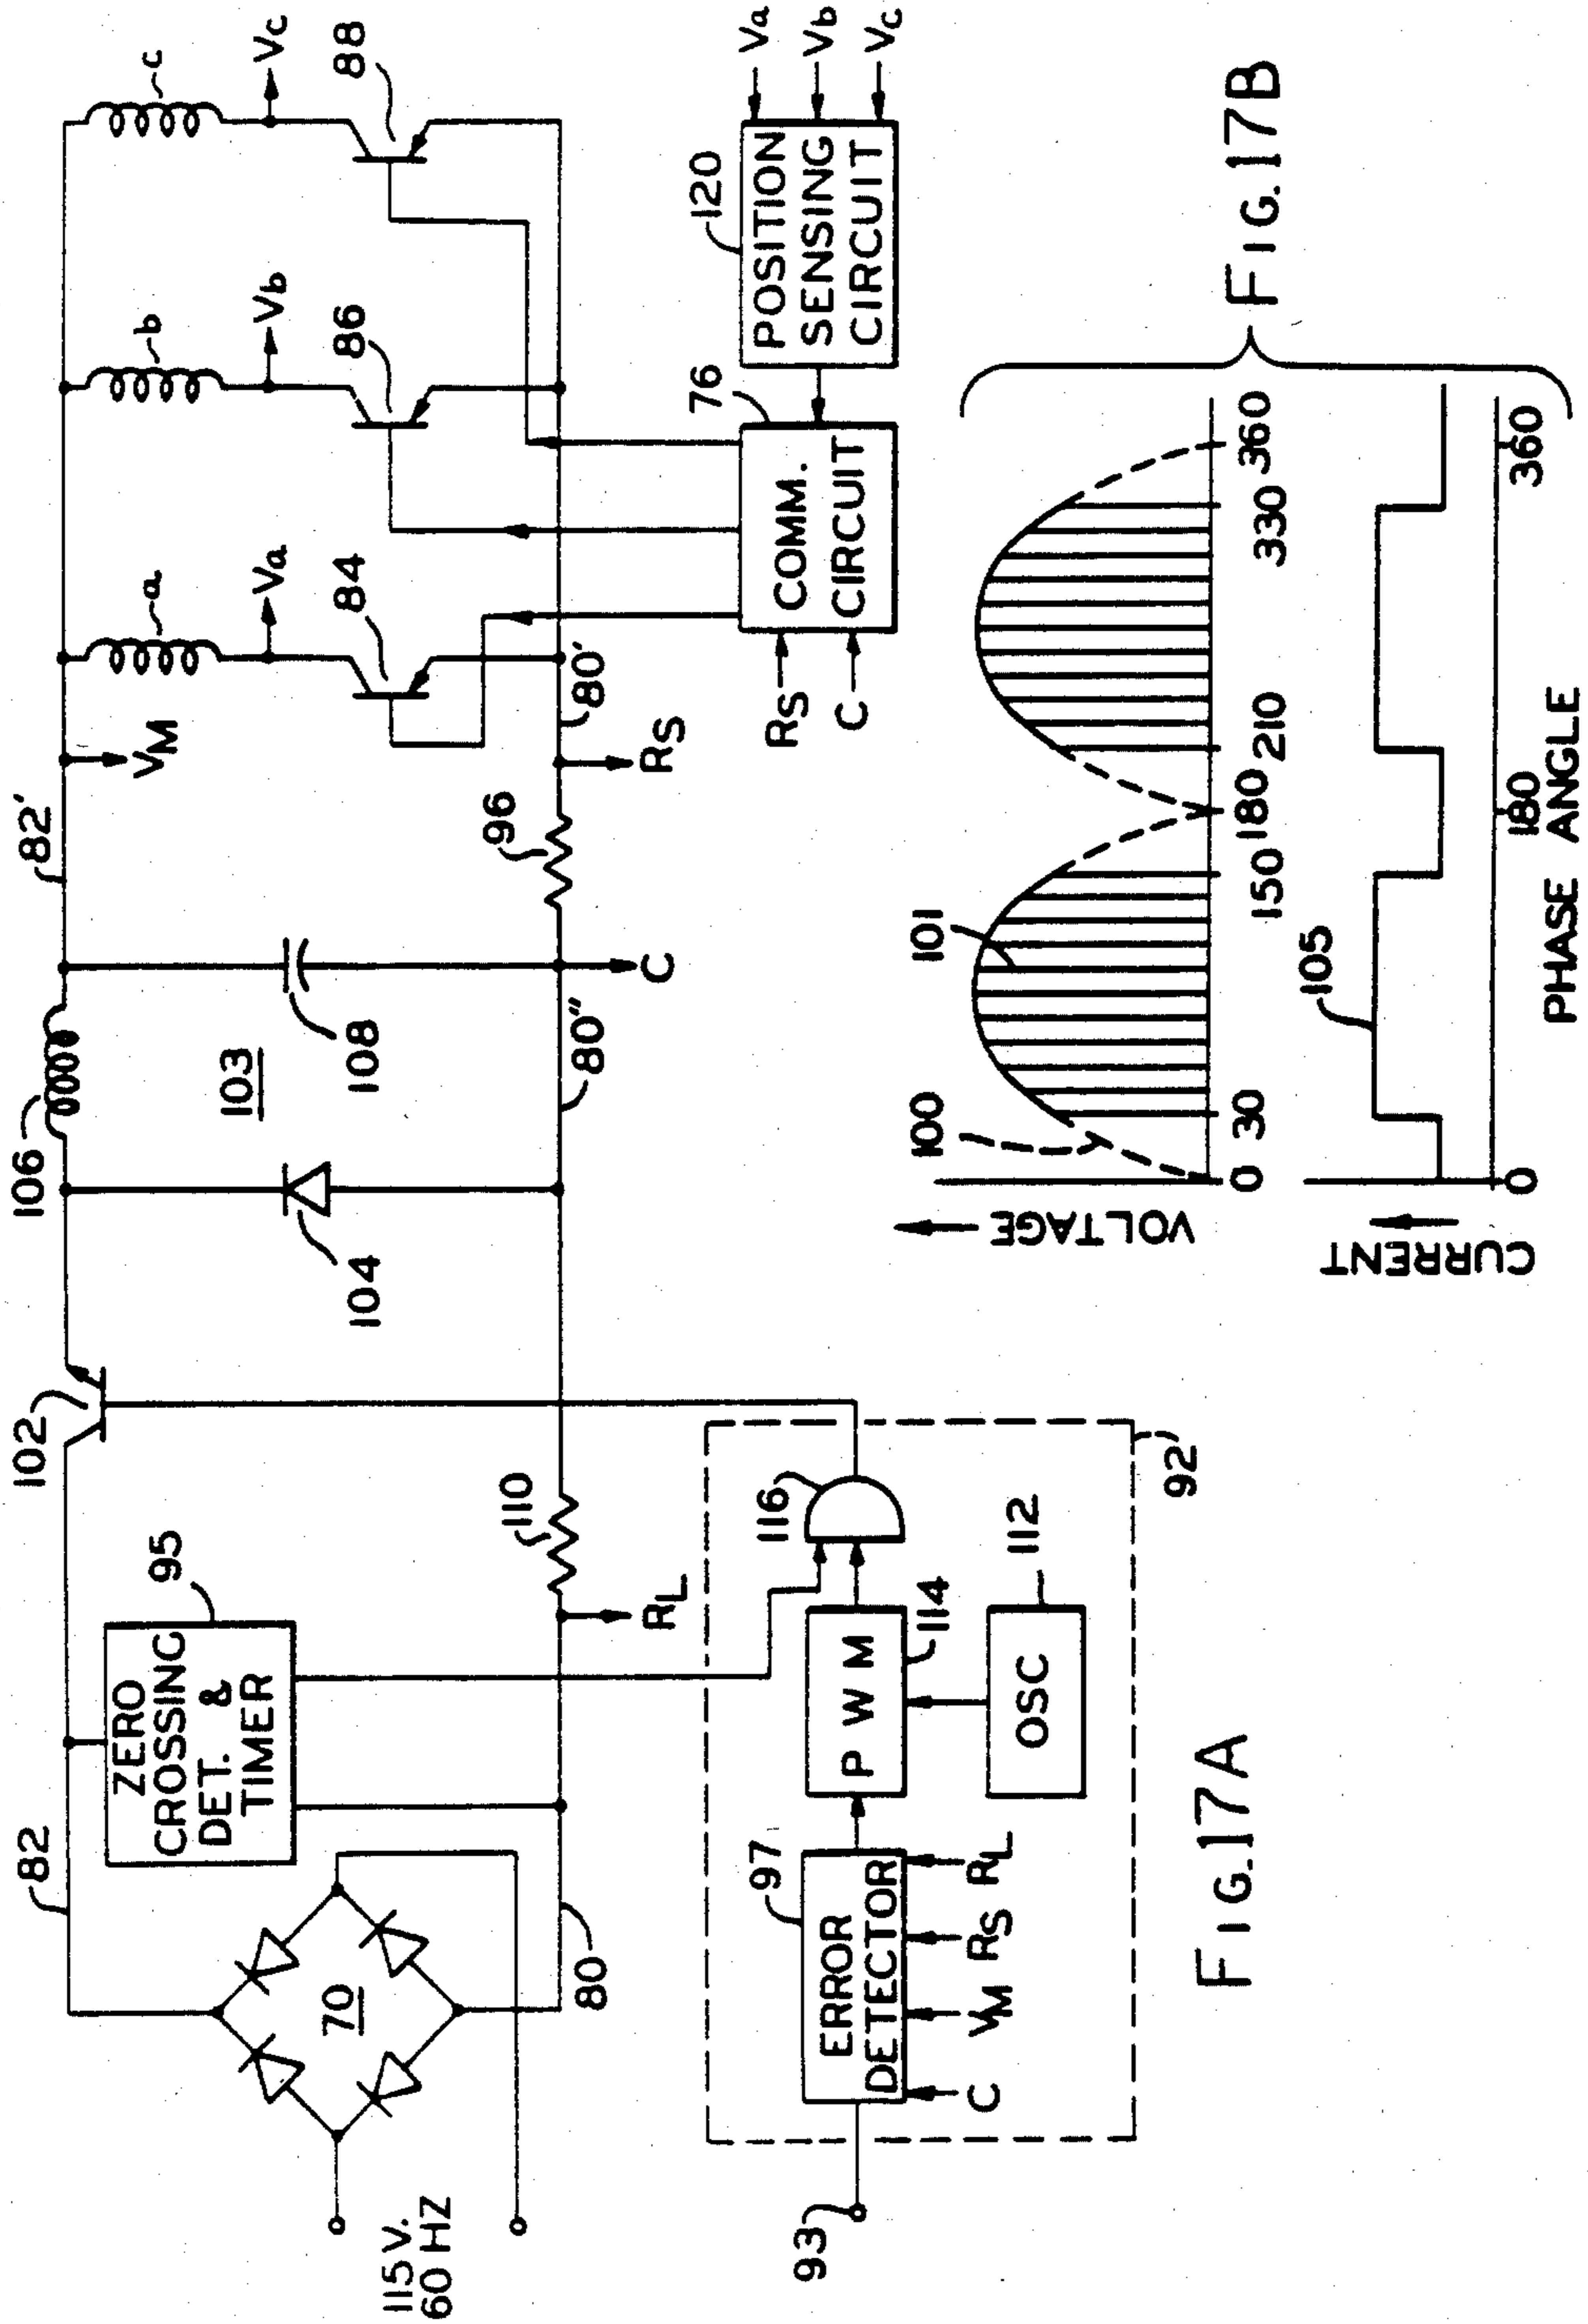 82
95
102
106
82'
VM
a
b
c
Va
Vb
Vc
84
86
88
ZERO
CROSSING
DET. &
TIMER
70
104
103
108
115 V.
60 HZ
80
RL
110
80"
C
96
RS
80'
93
97
ERROR
DETECTOR
C
VM
RS
RL
P W M
114
116
OSC
112
92
RS
C
COMM.
CIRCUIT
76
POSITION
SENSING
CIRCUIT
120
Va
Vb
Vc
FIG.17A
VOLTAGE
100
101
0
30
150
180
210
330
360
CURRENT
105
0
180
360
PHASE ANGLE
FIG.17B